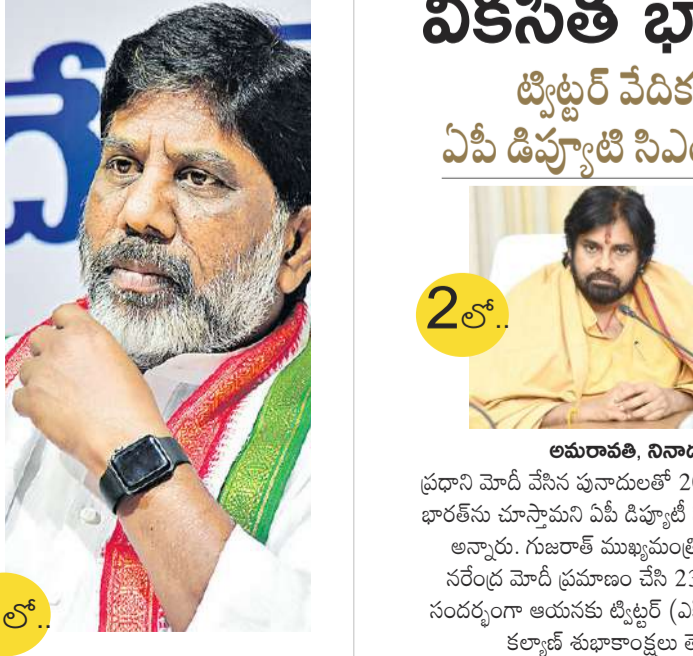 దే
లో..
వికసిత భా
ట్విట్టర్ వేదిక
ఏపీ డిప్యూటి సిఎ
2లో..
అమరావతి, నినాద
ప్రధాని మోదీ వేసిన పునాదులతో 20
భారత్‌ను చూస్తామని ఏపీ డిప్యూటీ
అన్నారు. గుజరాత్ ముఖ్యమంత్రి
నరేంద్ర మోదీ ప్రమాణం చేసి 23
సందర్భంగా ఆయనకు ట్విట్టర్ (ఎ
కల్యాణ్ శుభాకాంక్షలు తె